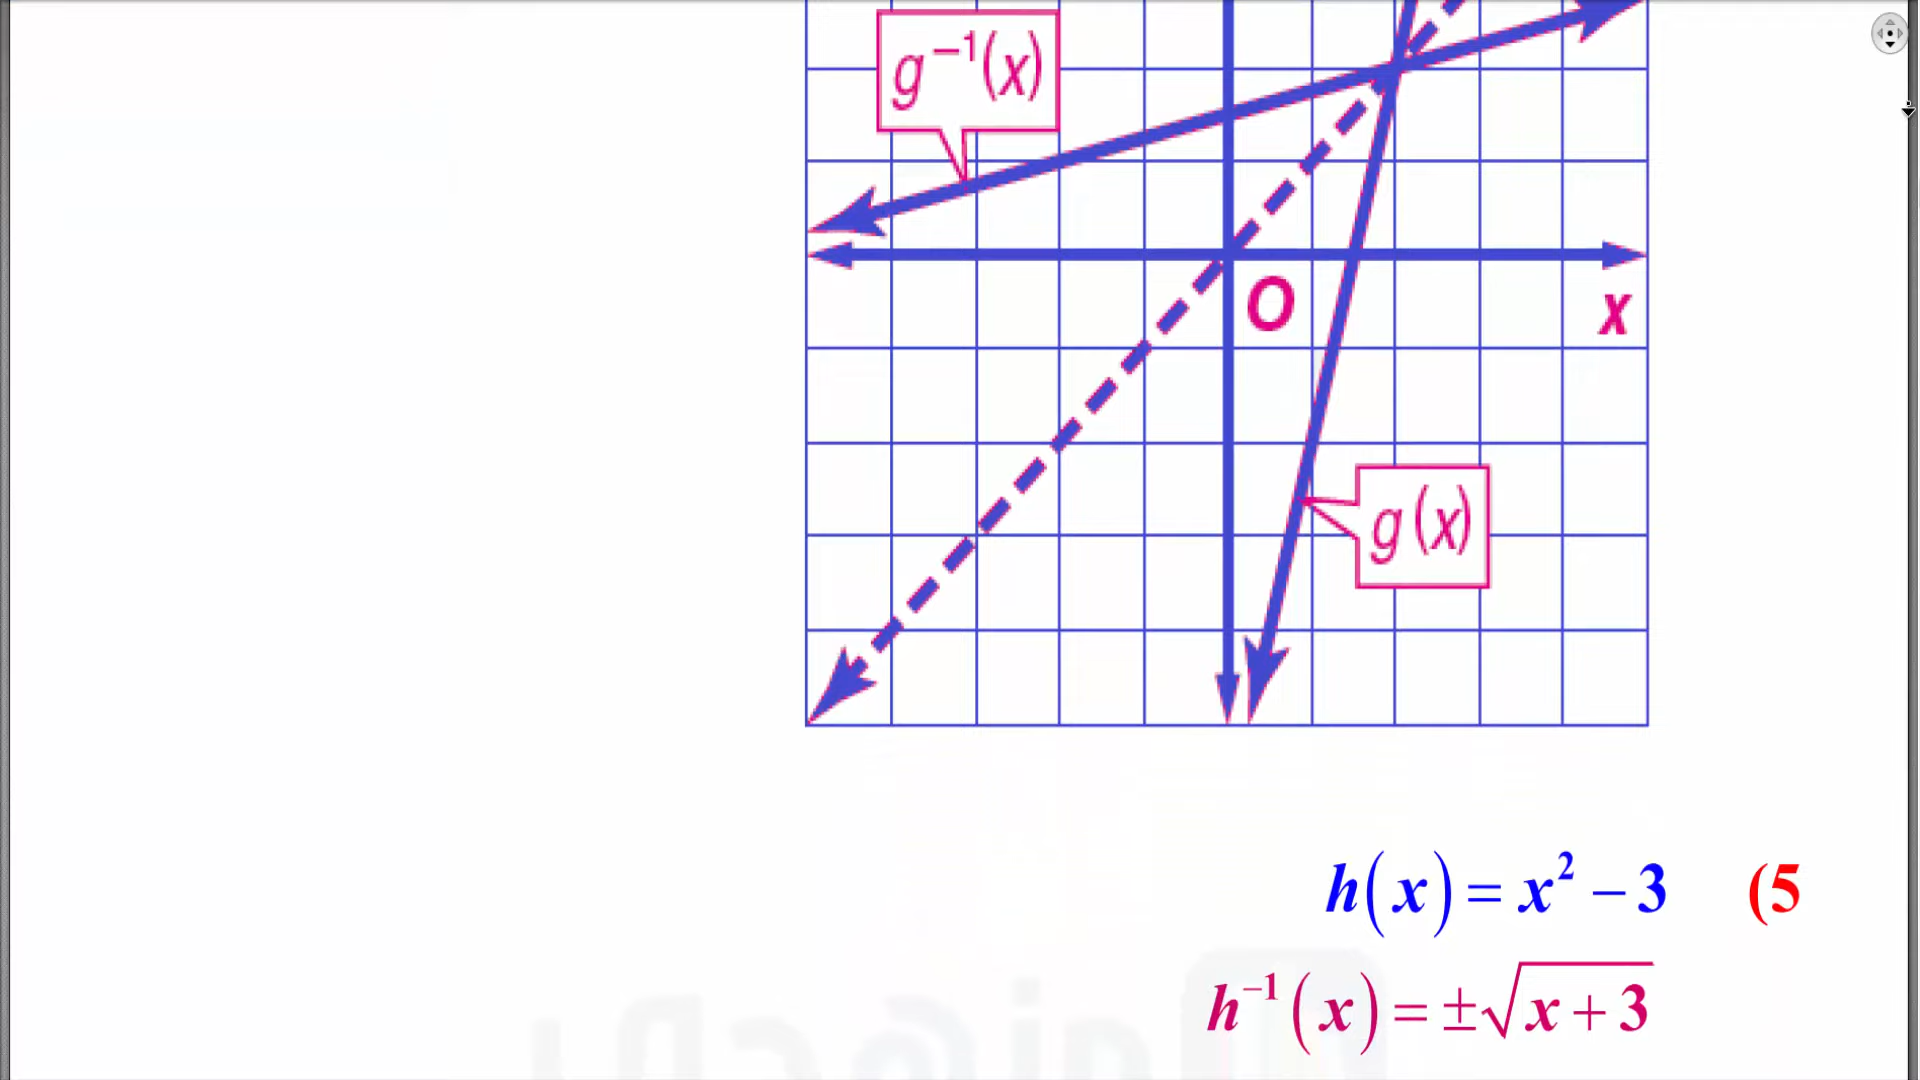 g⁻¹(x)
O
x
g(x)
h(x) = x² − 3 (5
h⁻¹(x) = ±√(x + 3)